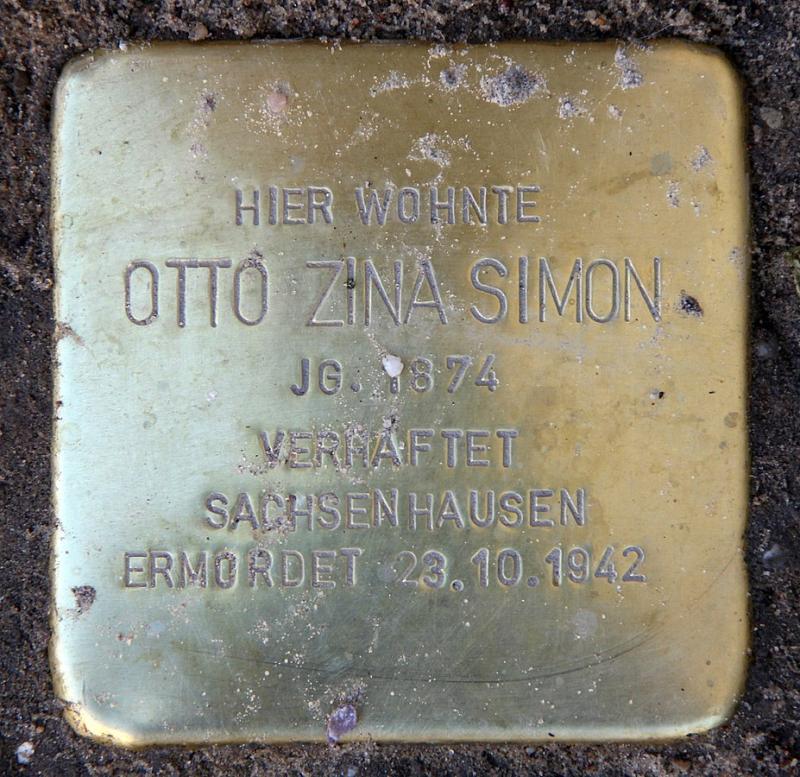 HIER WOHNTE
OTTO ZINA SIMON
JG. 1874
VERHAFTET
SACHSENHAUSEN
ERMORDET 23.10.1942